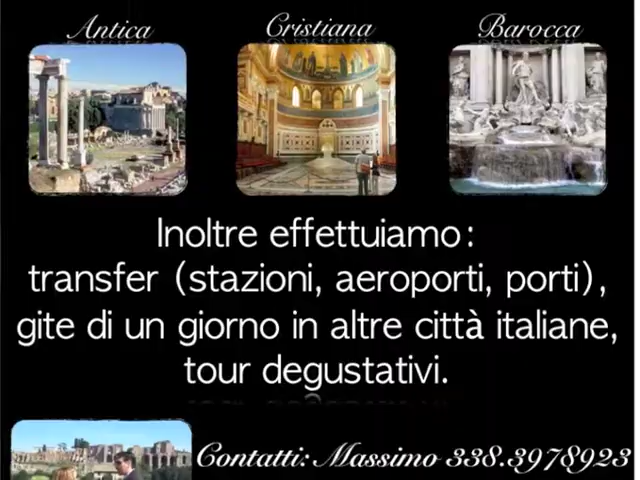 Antica
Cristiana
Barocca
Inoltre effettuiamo:
transfer (stazioni, aeroporti, porti),
gite di un giorno in altre città italiane,
tour degustativi.
Contatti: Massimo 338.3978923